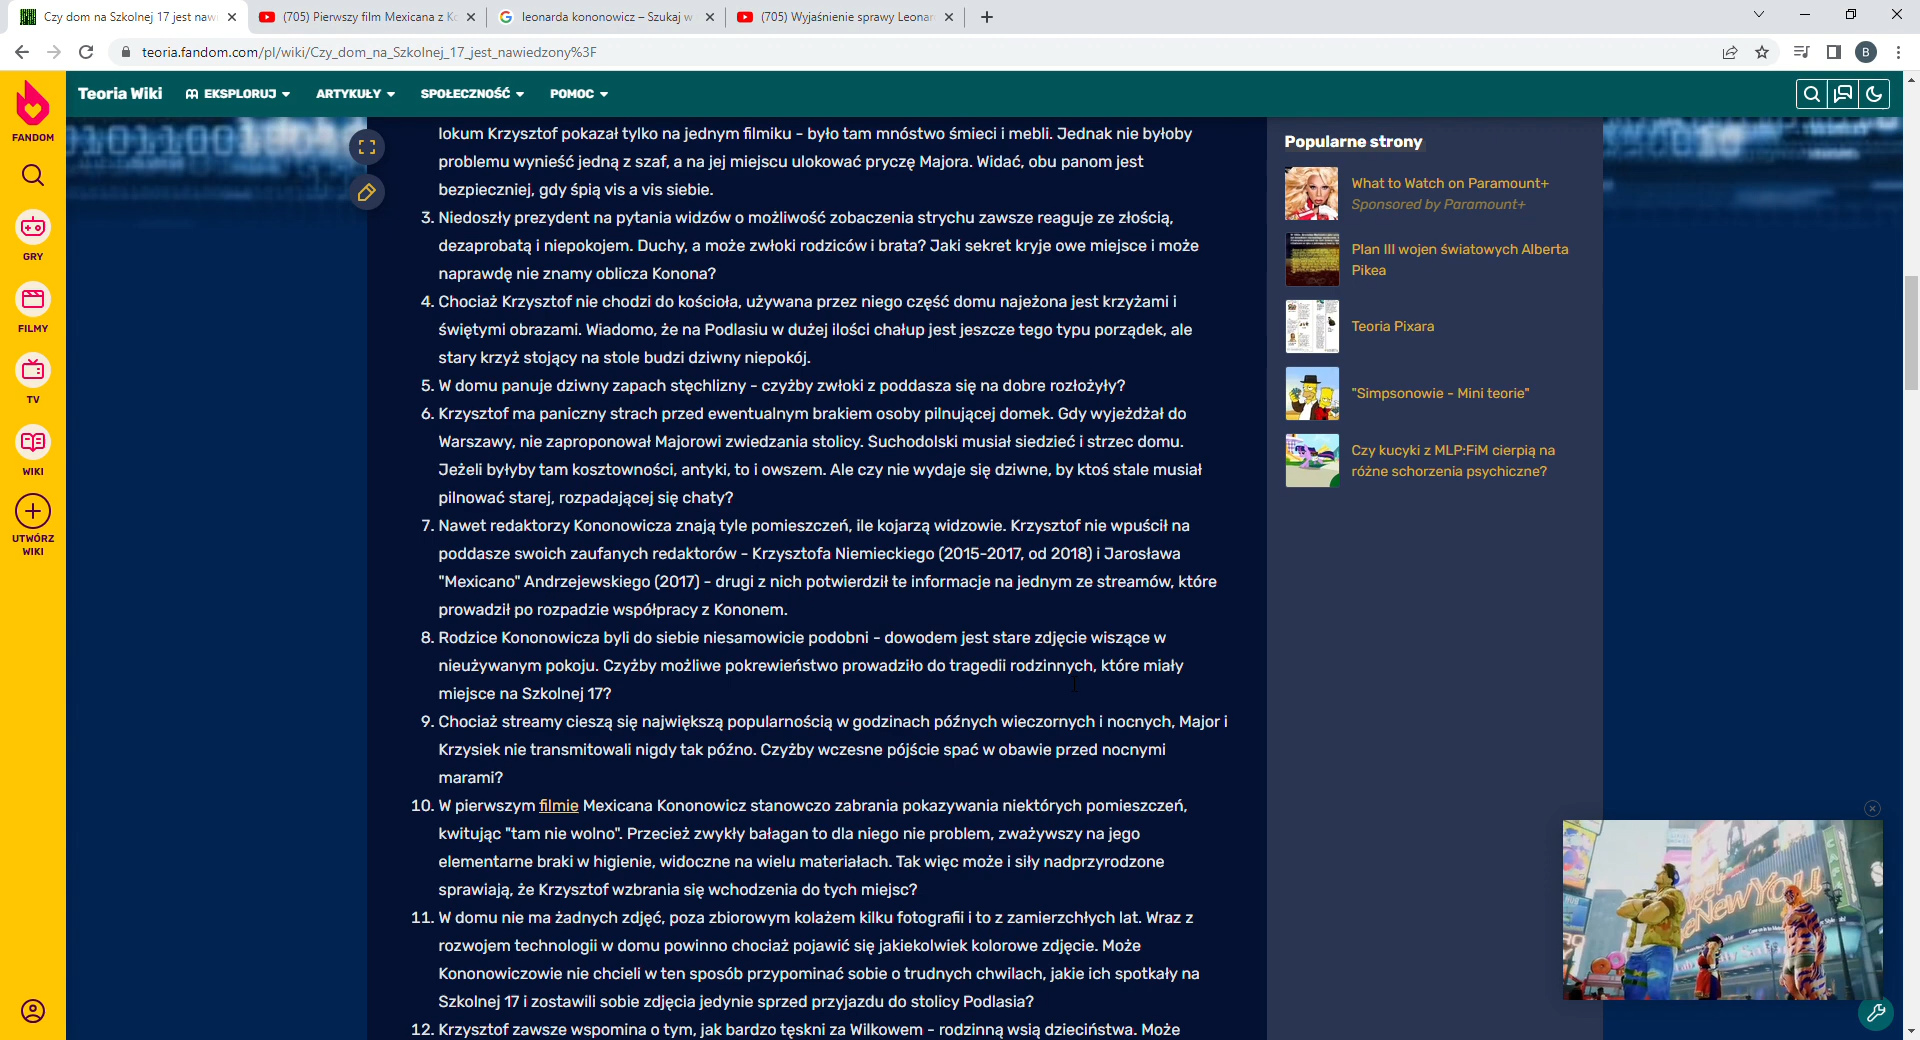 Czy dom na Szkolnej 17 jest naw
(705) Pierwszy film Mexicana z Ko
leonarda kononowicz – Szukaj w
(705) Wyjaśnienie sprawy Leonar
teoria.fandom.com/pl/wiki/Czy_dom_na_Szkolnej_17_jest_nawiedzony%3F
B
Teoria Wiki
EKSPLORUJ
ARTYKUŁY
SPOŁECZNOŚĆ
POMOC
FANDOM
GRY
FILMY
TV
WIKI
UTWÓRZ
WIKI
lokum Krzysztof pokazał tylko na jednym filmiku - było tam mnóstwo śmieci i mebli. Jednak nie byłoby
problemu wynieść jedną z szaf, a na jej miejscu ulokować pryczę Majora. Widać, obu panom jest
bezpieczniej, gdy śpią vis a vis siebie.
3. Niedoszły prezydent na pytania widzów o możliwość zobaczenia strychu zawsze reaguje ze złością,
dezaprobatą i niepokojem. Duchy, a może zwłoki rodziców i brata? Jaki sekret kryje owe miejsce i może
naprawdę nie znamy oblicza Konona?
4. Chociaż Krzysztof nie chodzi do kościoła, używana przez niego część domu najeżona jest krzyżami i
świętymi obrazami. Wiadomo, że na Podlasiu w dużej ilości chałup jest jeszcze tego typu porządek, ale
stary krzyż stojący na stole budzi dziwny niepokój.
5. W domu panuje dziwny zapach stęchlizny - czyżby zwłoki z poddasza się na dobre rozłożyły?
6. Krzysztof ma paniczny strach przed ewentualnym brakiem osoby pilnującej domek. Gdy wyjeżdżał do
Warszawy, nie zaproponował Majorowi zwiedzania stolicy. Suchodolski musiał siedzieć i strzec domu.
Jeżeli byłyby tam kosztowności, antyki, to i owszem. Ale czy nie wydaje się dziwne, by ktoś stale musiał
pilnować starej, rozpadającej się chaty?
7. Nawet redaktorzy Kononowicza znają tyle pomieszczeń, ile kojarzą widzowie. Krzysztof nie wpuścił na
poddasze swoich zaufanych redaktorów - Krzysztofa Niemieckiego (2015-2017, od 2018) i Jarosława
"Mexicano" Andrzejewskiego (2017) - drugi z nich potwierdził te informacje na jednym ze streamów, które
prowadził po rozpadzie współpracy z Kononem.
8. Rodzice Kononowicza byli do siebie niesamowicie podobni - dowodem jest stare zdjęcie wiszące w
nieużywanym pokoju. Czyżby możliwe pokrewieństwo prowadziło do tragedii rodzinnych, które miały
miejsce na Szkolnej 17?
9. Chociaż streamy cieszą się największą popularnością w godzinach późnych wieczornych i nocnych, Major i
Krzysiek nie transmitowali nigdy tak późno. Czyżby wczesne pójście spać w obawie przed nocnymi
marami?
10. W pierwszym filmie Mexicana Kononowicz stanowczo zabrania pokazywania niektórych pomieszczeń,
kwitując "tam nie wolno". Przecież zwykły bałagan to dla niego nie problem, zważywszy na jego
elementarne braki w higienie, widoczne na wielu materiałach. Tak więc może i siły nadprzyrodzone
sprawiają, że Krzysztof wzbrania się wchodzenia do tych miejsc?
11. W domu nie ma żadnych zdjęć, poza zbiorowym kolażem kilku fotografii i to z zamierzchłych lat. Wraz z
rozwojem technologii w domu powinno chociaż pojawić się jakiekolwiek kolorowe zdjęcie. Może
Kononowiczowie nie chcieli w ten sposób przypominać sobie o trudnych chwilach, jakie ich spotkały na
Szkolnej 17 i zostawili sobie zdjęcia jedynie sprzed przyjazdu do stolicy Podlasia?
12. Krzysztof zawsze wspomina o tym, jak bardzo tęskni za Wilkowem - rodzinną wsią dzieciństwa. Może
Popularne strony
What to Watch on Paramount+
Sponsored by Paramount+
Plan III wojen światowych Alberta
Pikea
Teoria Pixara
"Simpsonowie - Mini teorie"
Czy kucyki z MLP:FiM cierpią na
różne schorzenia psychiczne?